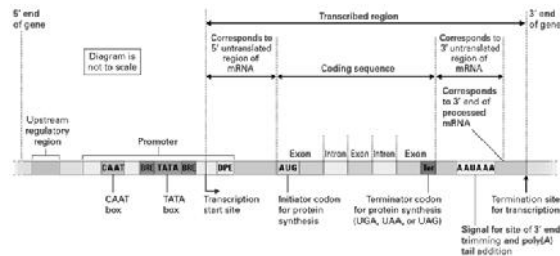 5' end
of gene
Transcribed region
3' end
of gene
Corresponds to
5' untranslated
region of
mRNA
Coding sequence
Corresponds to
3' untranslated
region of
mRNA
Diagram is
not to scale
Corresponds
to 3' end of
processed
mRNA
Upstream
regulatory
region
Promoter
Exon
Intron
Exon
Intron
Exon
CAAT
BRE
TATA
BRE
DPE
AUG
Ter
AAUAAA
CAAT
box
TATA
box
Transcription
start site
Initiator codon
for protein
synthesis
Terminator codon
for protein synthesis
(UGA, UAA, or UAG)
Termination site
for transcription
Signal for site of 3' end
trimming and poly(A)
tail addition